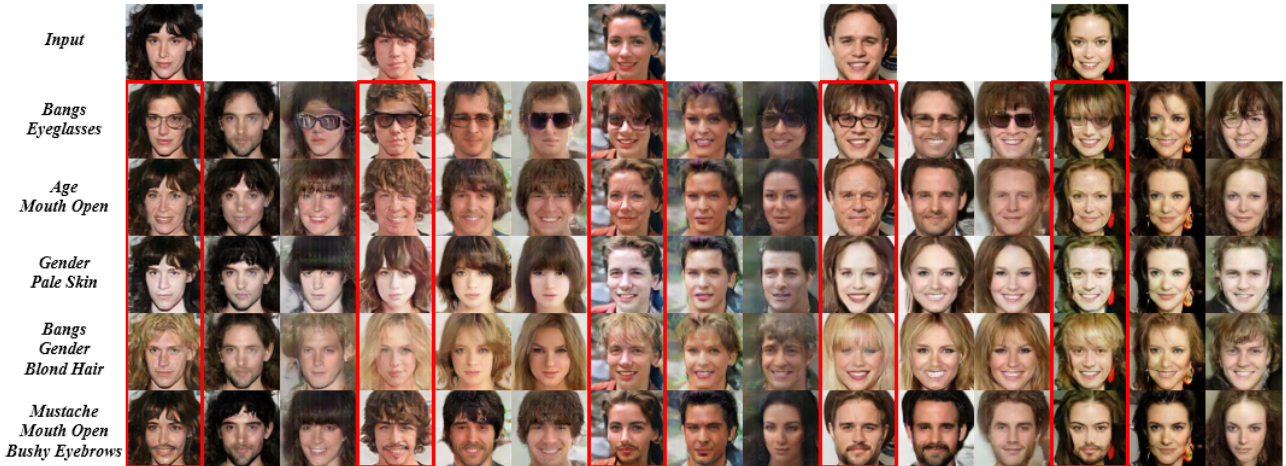 Input
Bangs
Eyeglasses
Age
Mouth Open
Gender
Pale Skin
Bangs
Gender
Blond Hair
Mustache
Mouth Open
Bushy Eyebrows